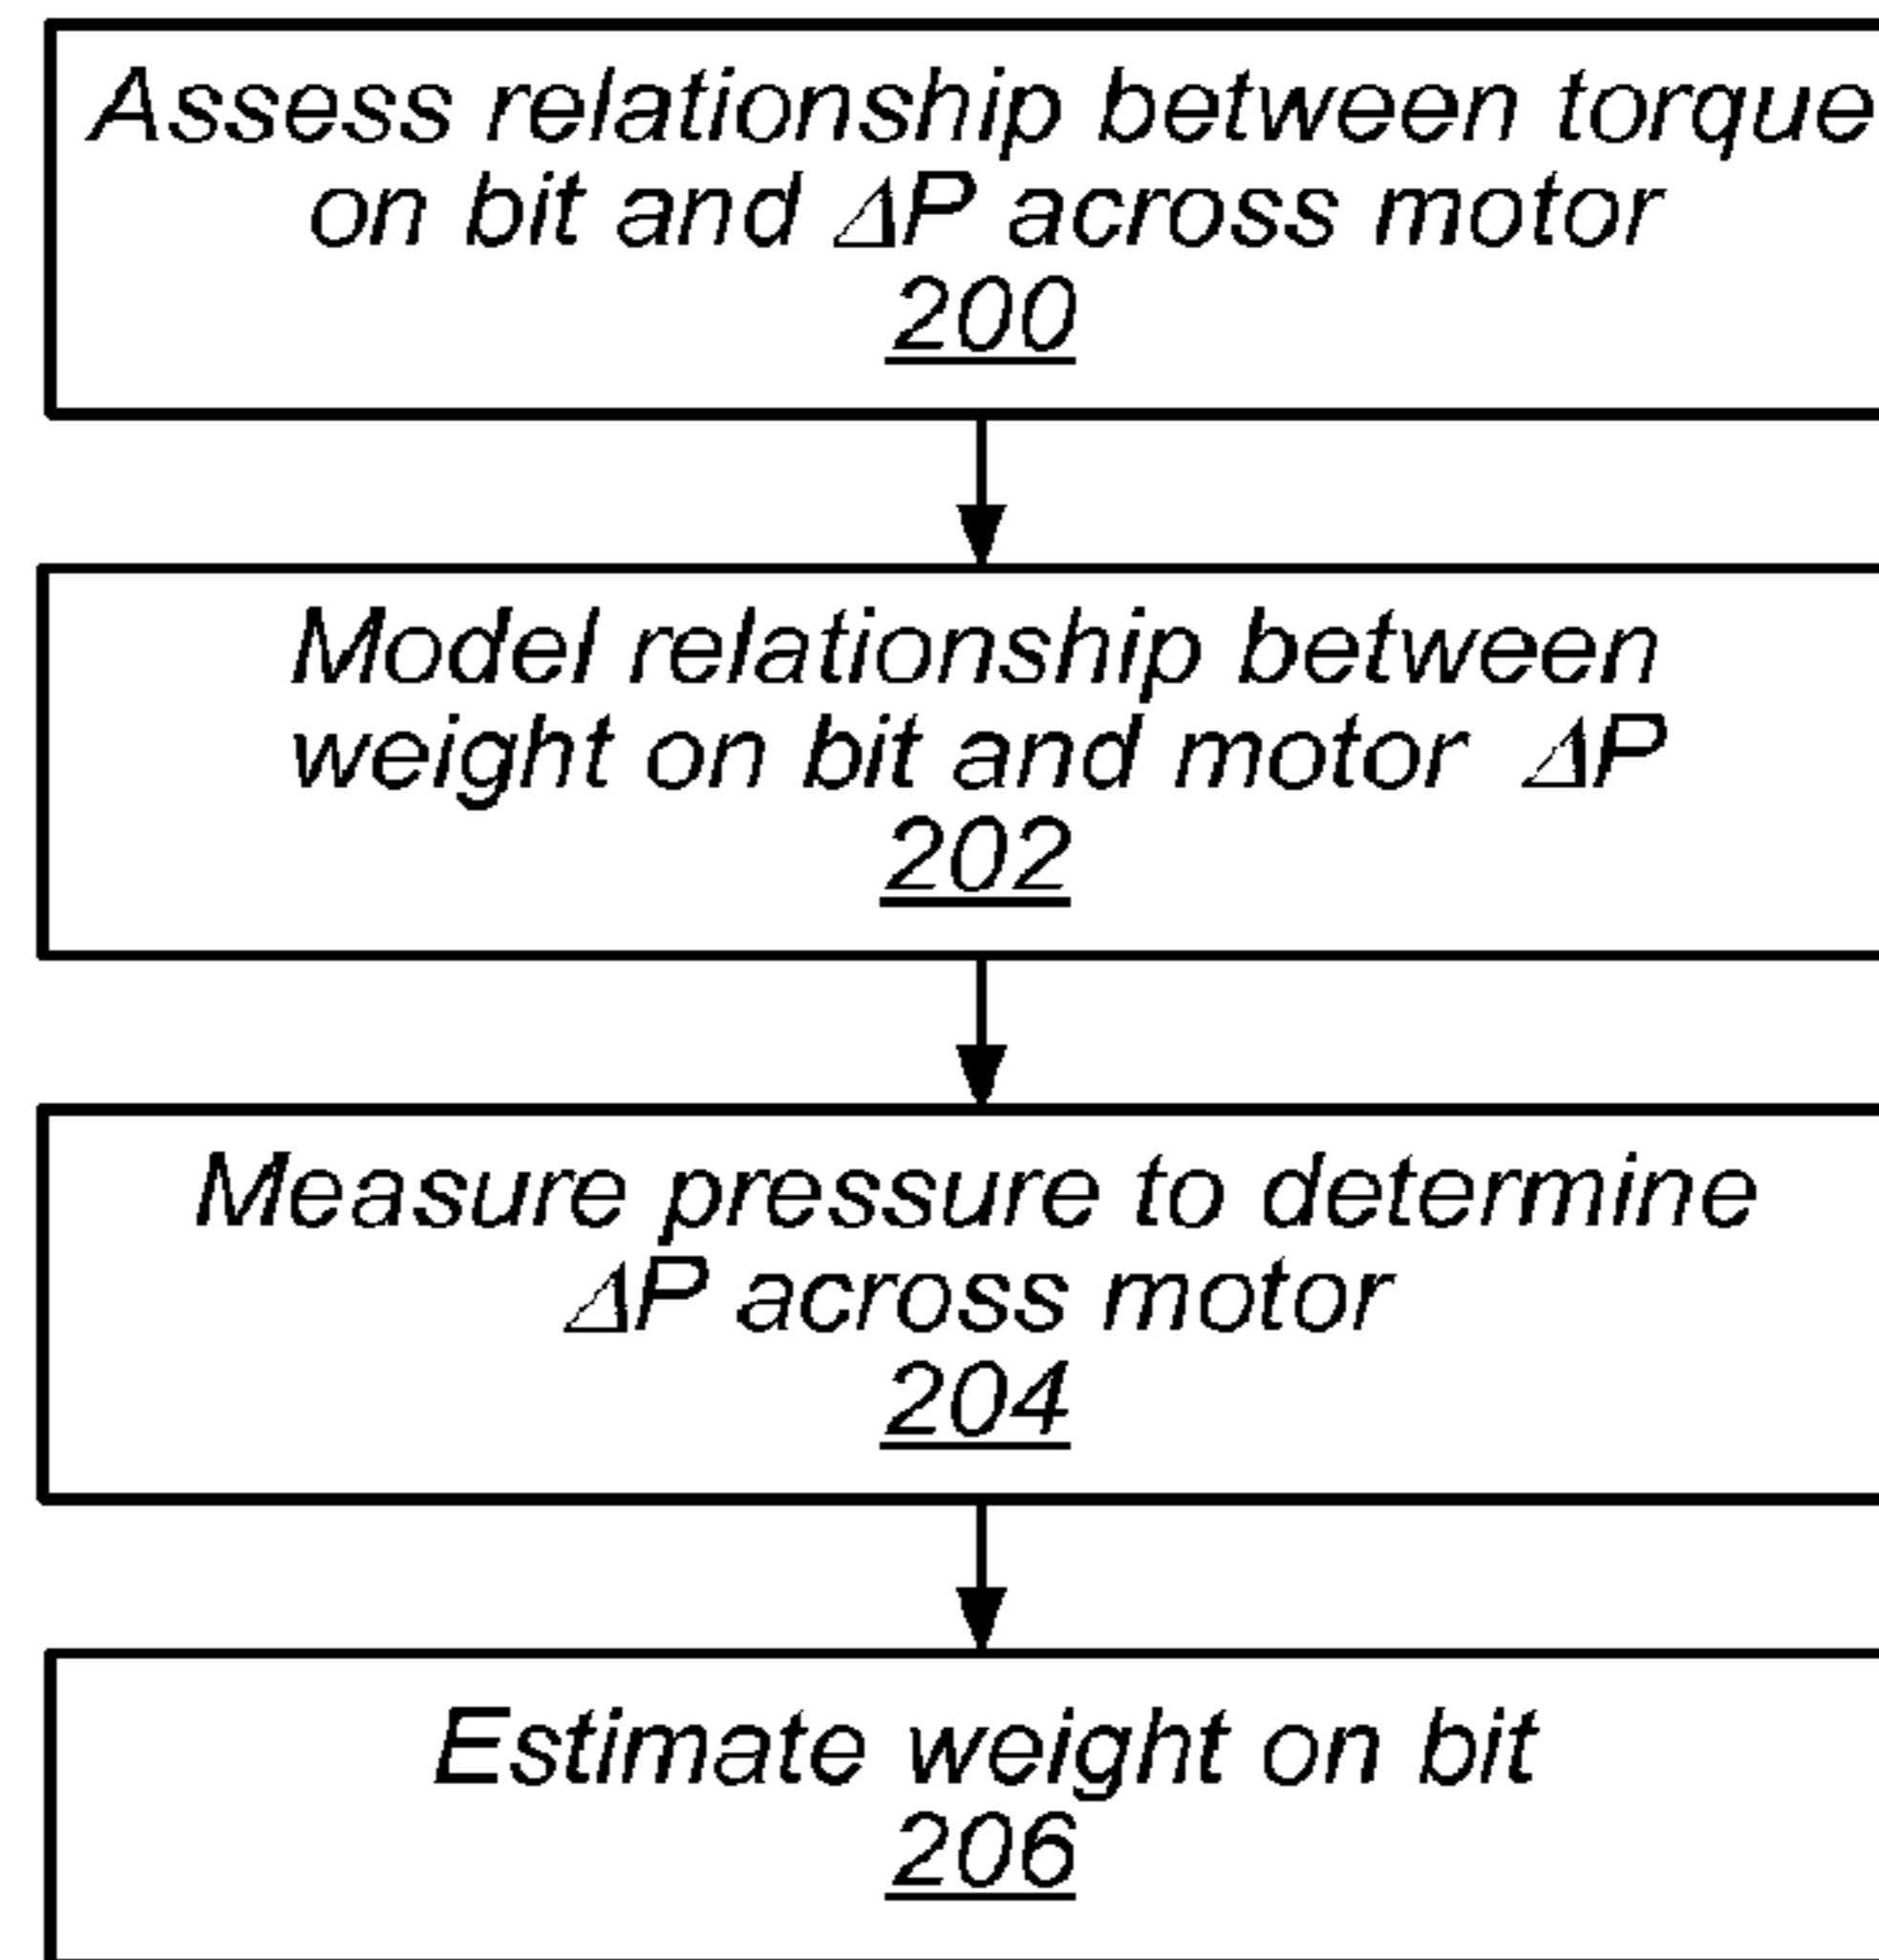 Assess relationship between torque
on bit and ΔP across motor
200
Model relationship between
weight on bit and motor ΔP
202
Measure pressure to determine
ΔP across motor
204
Estimate weight on bit
206